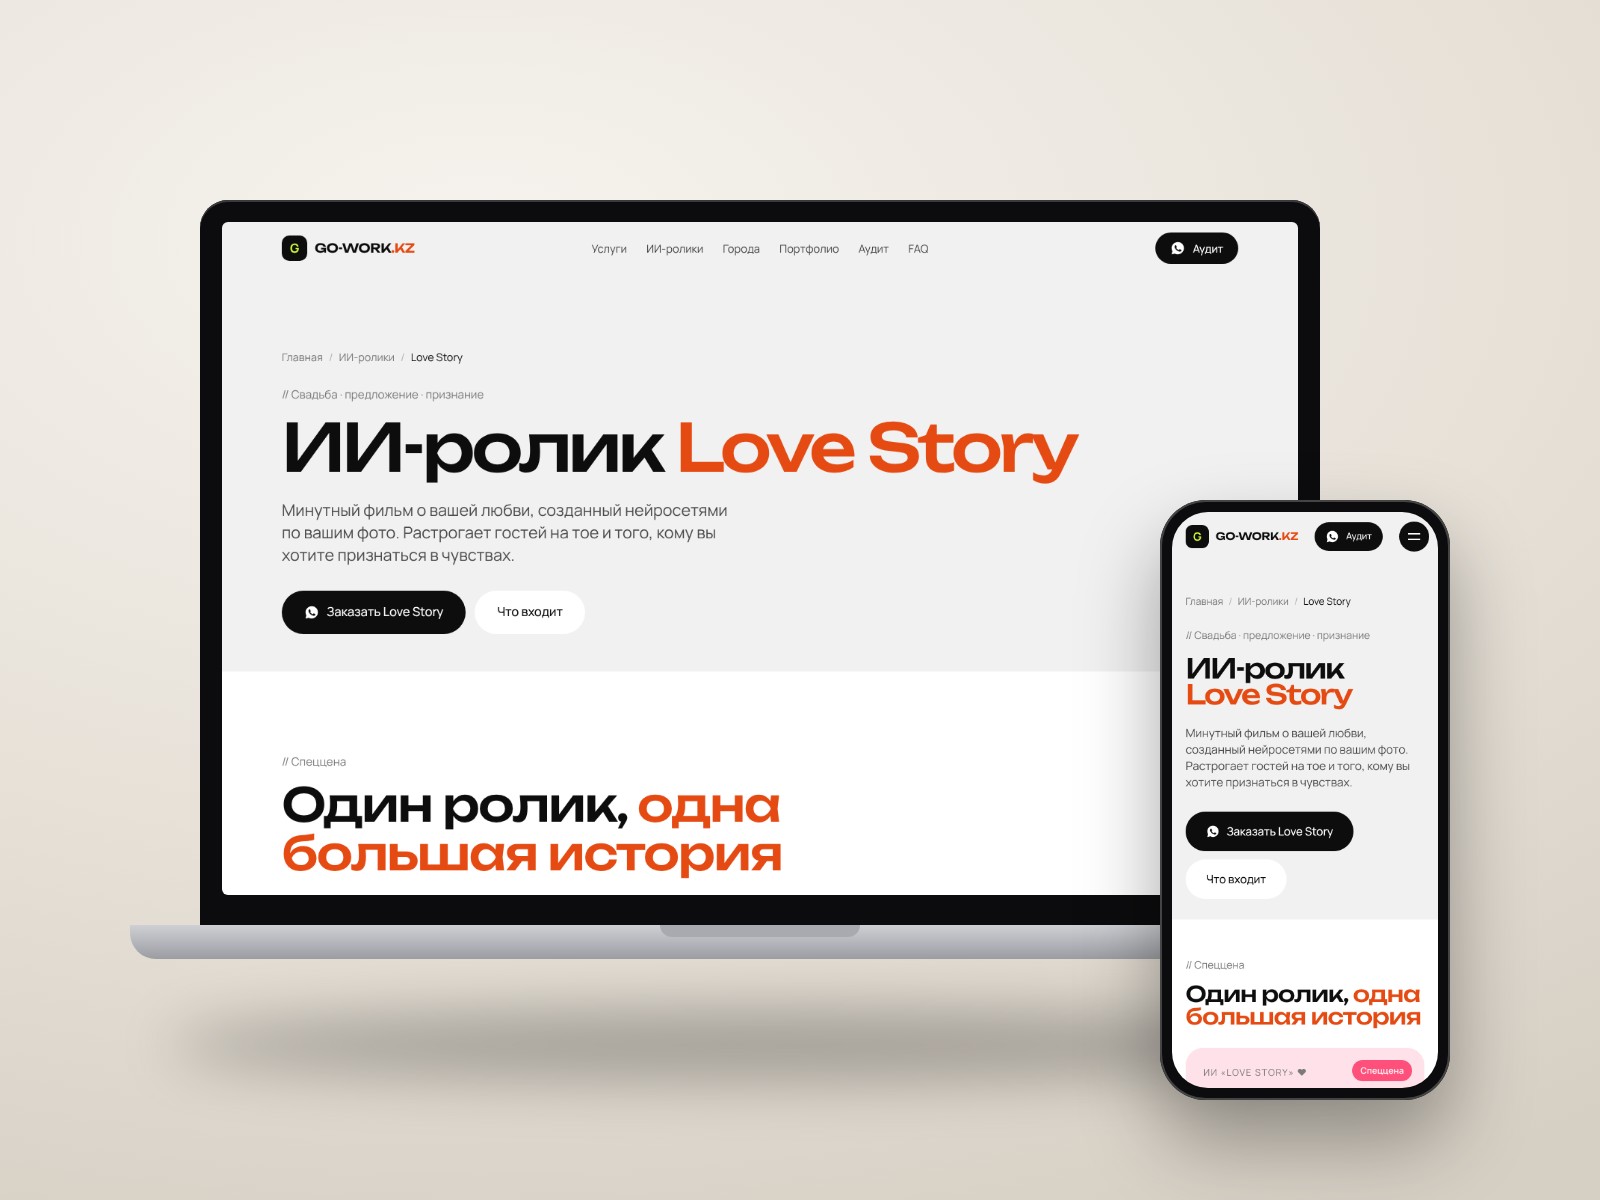 G GO-WORK.KZ Услуги ИИ-ролики Города Портфолио Аудит FAQ Аудит
Главная / ИИ-ролики / Love Story
// Свадьба · предложение · признание
ИИ-ролик Love Story
Минутный фильм о вашей любви, созданный нейросетями
по вашим фото. Растрогает гостей на тое и того, кому вы
хотите признаться в чувствах.
Заказать Love Story Что входит
// Спеццена
Один ролик, одна
большая история
G GO-WORK.KZ Аудит
Главная / ИИ-ролики / Love Story
// Свадьба · предложение · признание
ИИ-ролик
Love Story
Минутный фильм о вашей любви,
созданный нейросетями по вашим фото.
Растрогает гостей на тое и того, кому вы
хотите признаться в чувствах.
Заказать Love Story
Что входит
// Спеццена
Один ролик, одна
большая история
ИИ «LOVE STORY» ♥ Спеццена